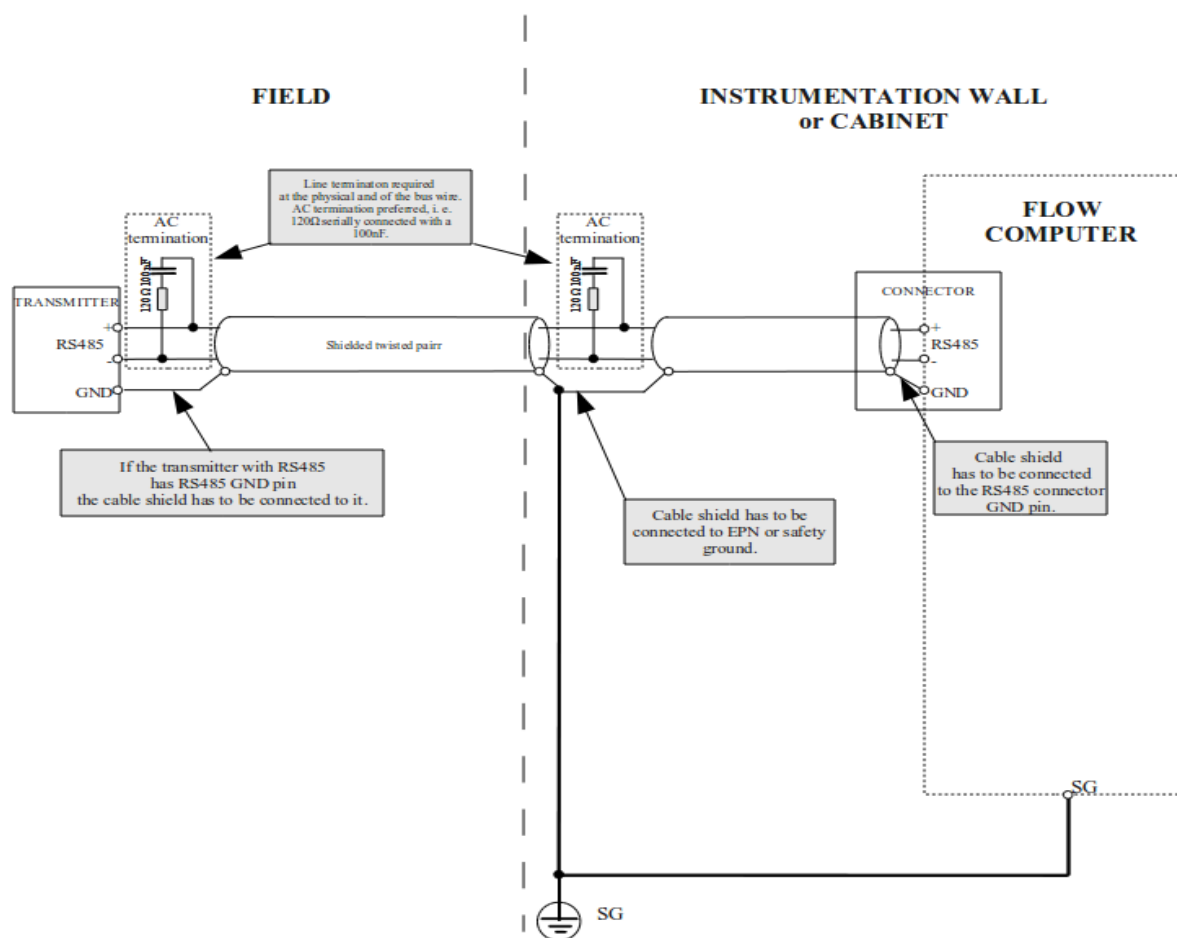 FIELD
INSTRUMENTATION WALL
or CABINET
Line terminaton required
at the physical and of the bus wire.
AC termination preferred, i. e.
120Ω serially connected with a
100nF.
AC
termination
120 Ω 100nF
AC
termination
120 Ω 100nF
FLOW
COMPUTER
TRANSMITTER
+
RS485
-
GND
Shielded twisted pairr
CONNECTOR
+
RS485
-
GND
If the transmitter with RS485
has RS485 GND pin
the cable shield has to be connected to it.
Cable shield has to be
connected to EPN or safety
ground.
Cable shield
has to be connected
to the RS485 connector
GND pin.
SG
SG